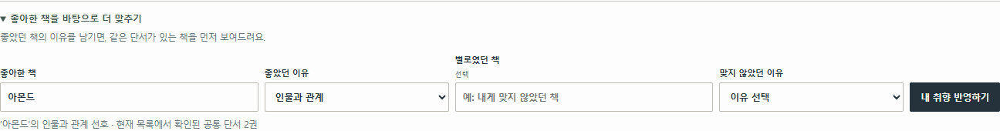 ▼ 좋아한 책을 바탕으로 더 맞추기
좋았던 책의 이유를 남기면, 같은 단서가 있는 책을 먼저 보여드려요.
좋아한 책
아몬드
좋았던 이유
인물과 관계
별로였던 책
선택
예: 내게 맞지 않았던 책
맞지 않았던 이유
이유 선택
내 취향 반영하기
'아몬드'의 인물과 관계 선호 · 현재 목록에서 확인된 공통 단서 2권